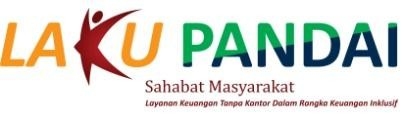 LAKU PANDAI
Sahabat Masyarakat
Layanan Keuangan Tanpa Kantor Dalam Rangka Keuangan Inklusif